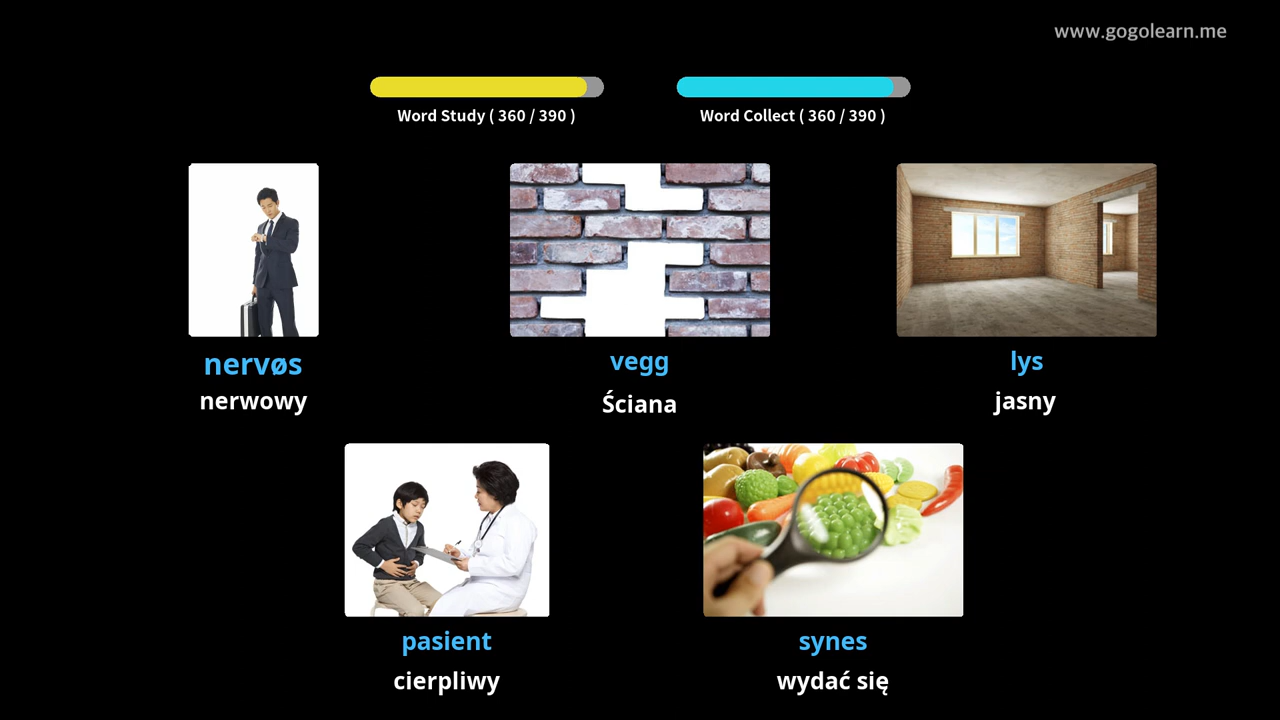 www.gogolearn.me
Word Study ( 360 / 390 )
Word Collect ( 360 / 390 )
nervøs
nerwowy
vegg
Ściana
lys
jasny
pasient
cierpliwy
synes
wydać się